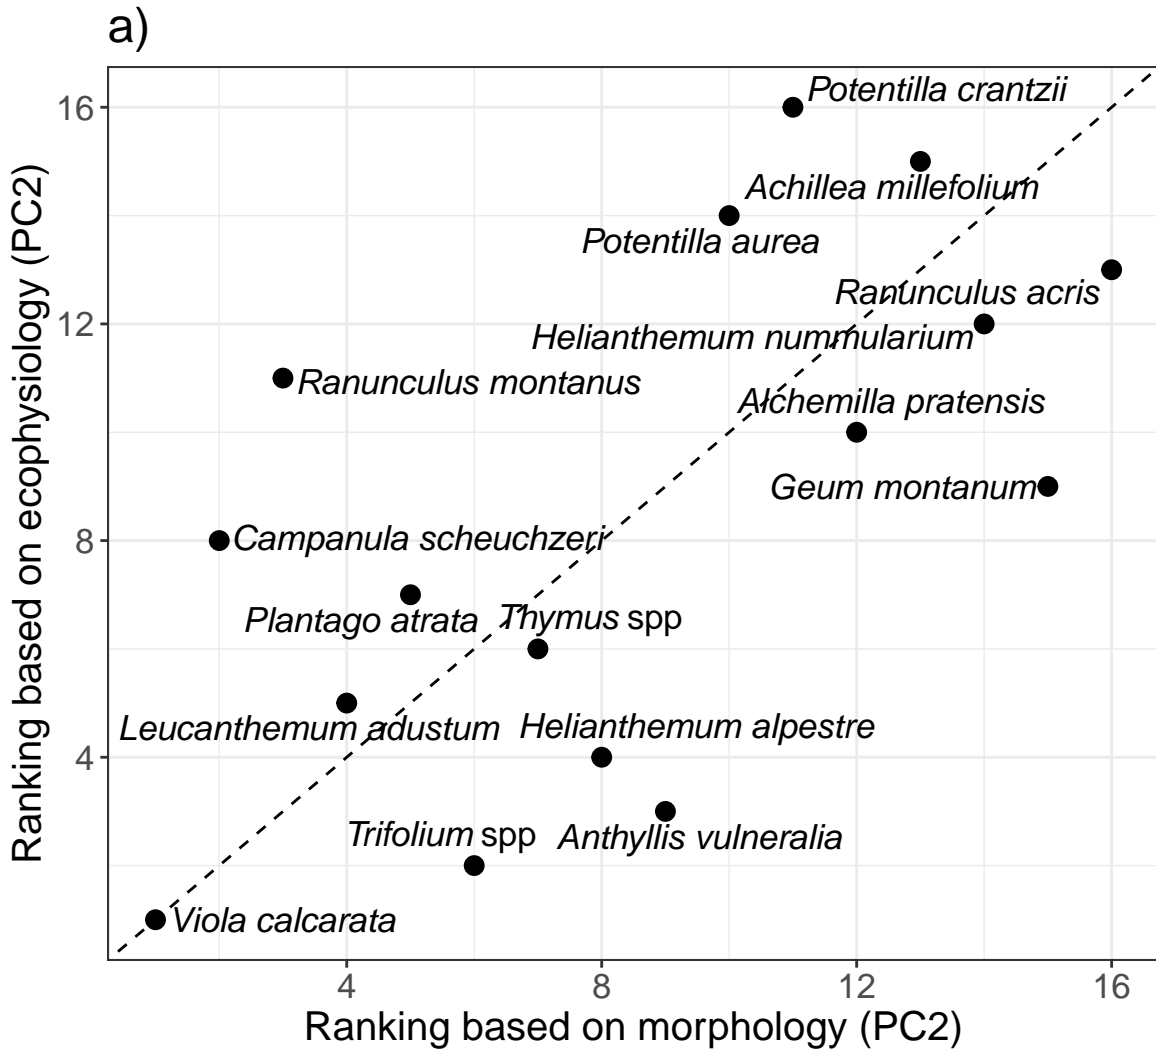 a)
Ranking based on ecophysiology (PC2)
16
12
8
4
Potentilla crantzii
Achillea millefolium
Potentilla aurea
Ranunculus acris
Helianthemum nummularium
Ranunculus montanus
Alchemilla pratensis
Geum montanum
Campanula scheuchzeri
Plantago atrata
Thymus spp
Leucanthemum adustum
Helianthemum alpestre
Trifolium spp
Anthyllis vulneralia
Viola calcarata
4 8 12 16
Ranking based on morphology (PC2)